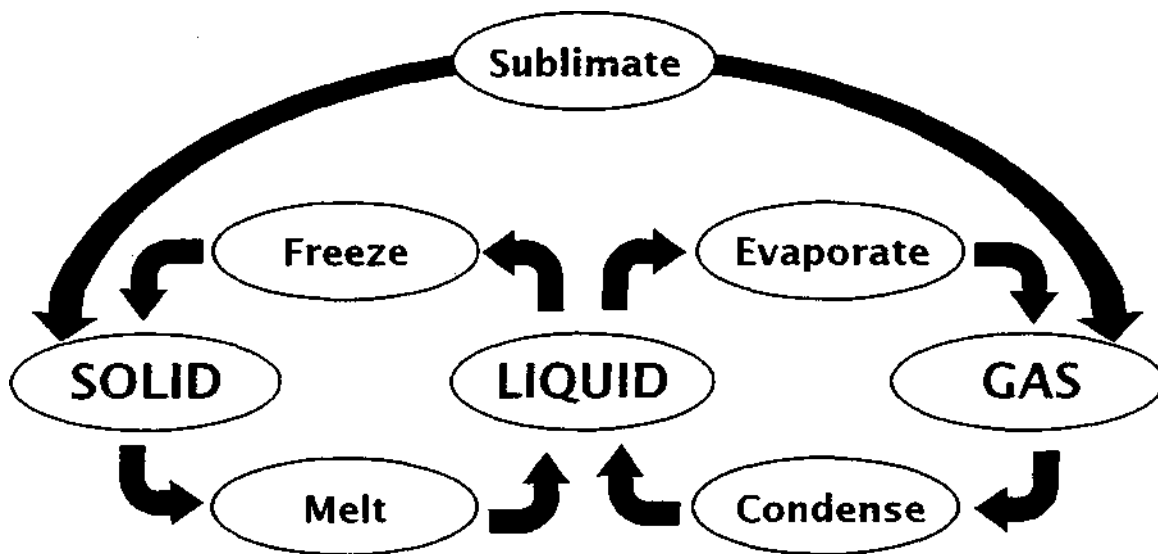 Sublimate
Freeze
Evaporate
SOLID
LIQUID
GAS
Melt
Condense